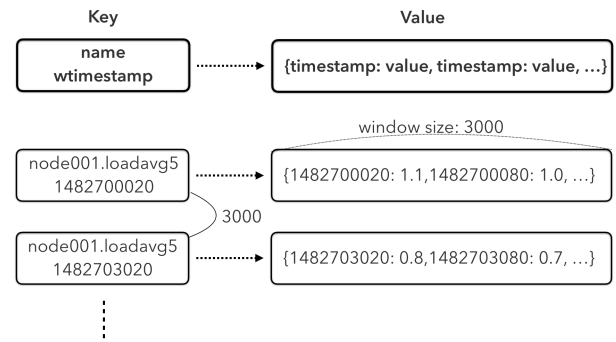 Key
Value
name
wtimestamp
{timestamp: value, timestamp: value, …}
window size: 3000
node001.loadavg5
1482700020
{1482700020: 1.1,1482700080: 1.0, …}
3000
node001.loadavg5
1482703020
{1482703020: 0.8,1482703080: 0.7, …}